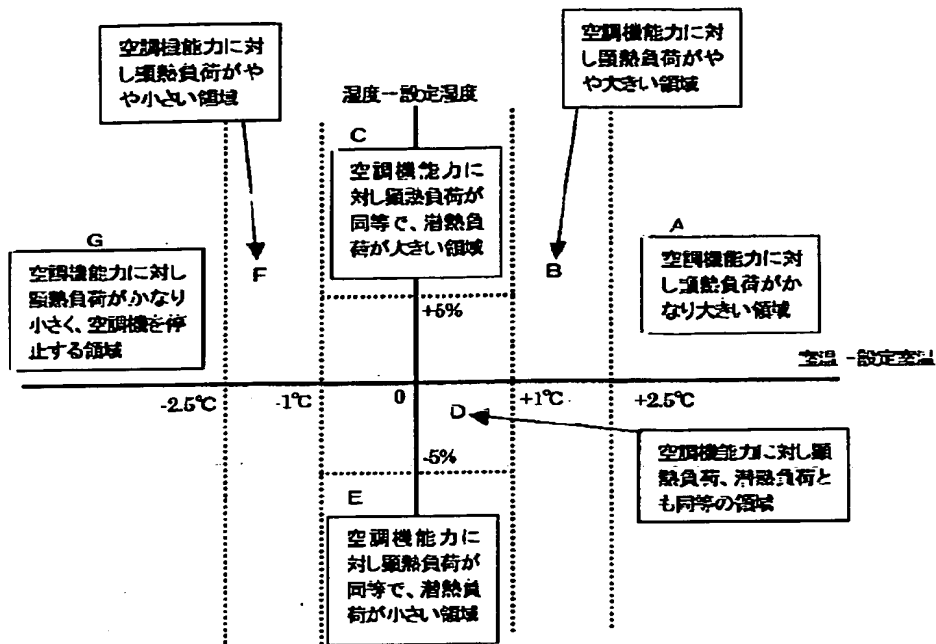 空調機能力に対
し顕熱負荷がや
や小さい領域
空調機能力に対
し顕熱負荷がや
や大きい領域
湿度－設定湿度
C
空調機能力に
対し顕熱負荷が
同等で、潜熱負
荷が大きい領域
G
空調機能力に対し
顕熱負荷がかなり
小さく、空調機を停
止する領域
F
B
A
空調機能力に対
し顕熱負荷がか
なり大きい領域
+5%
室温－設定室温
-2.5℃
-1℃
0
+1℃
+2.5℃
D
-5%
空調機能力に対し顕
熱負荷、潜熱負荷と
も同等の領域
E
空調機能力に
対し顕熱負荷が
同等で、潜熱負
荷が小さい領域